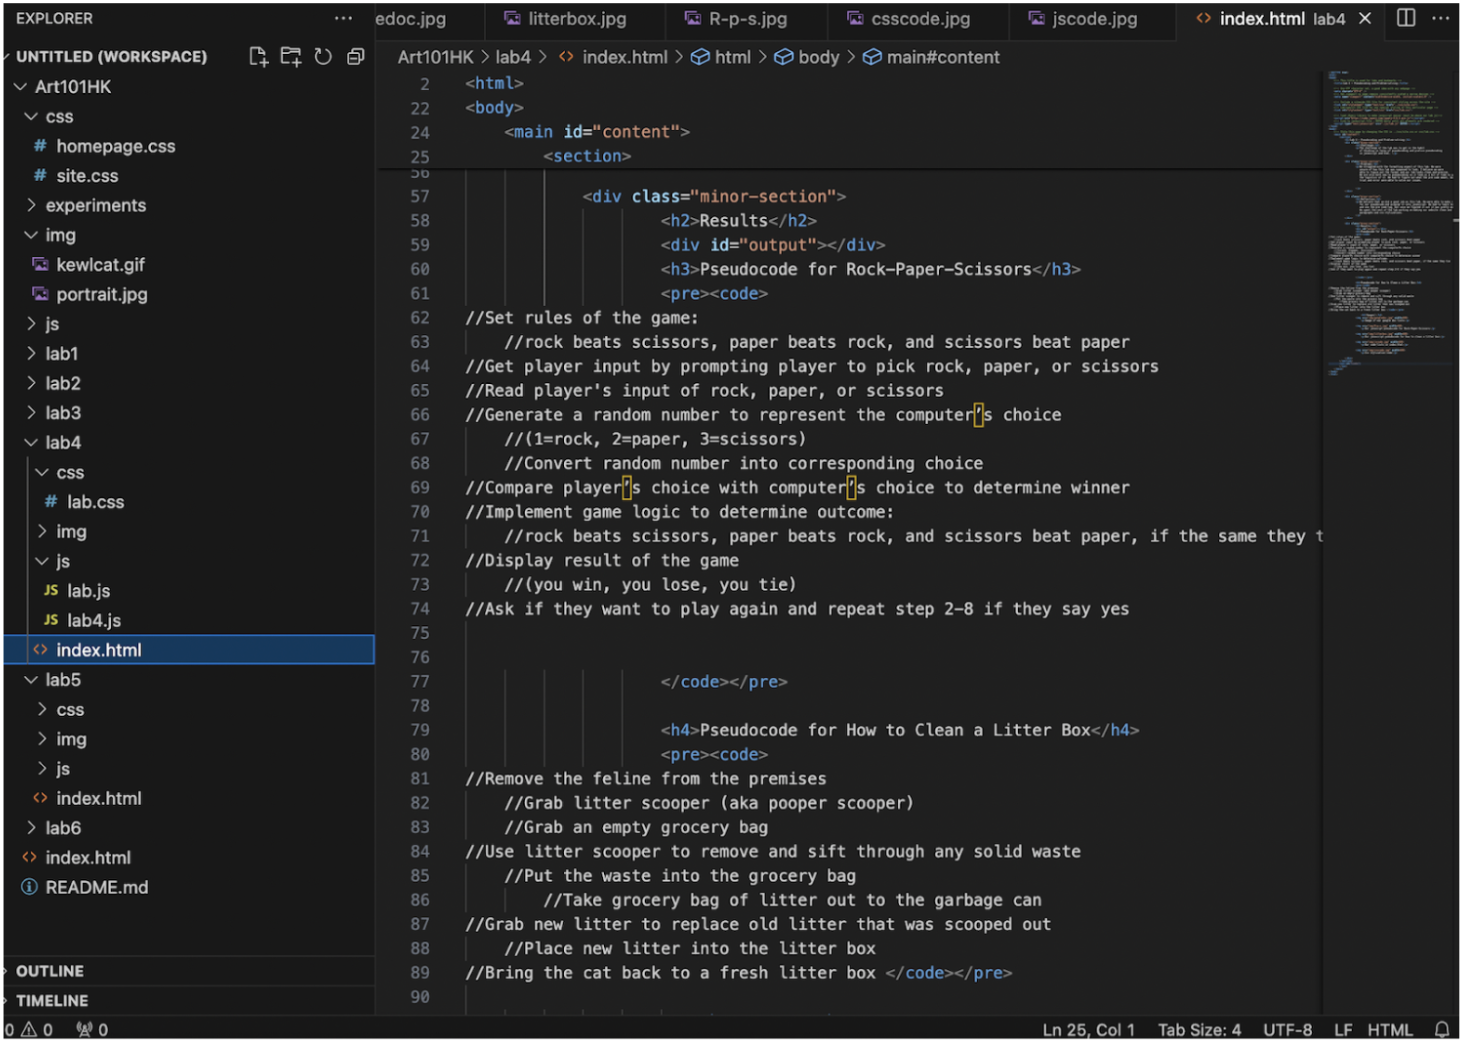 EXPLORER
UNTITLED (WORKSPACE)
Art101HK
css
# homepage.css
# site.css
experiments
img
kewlcat.gif
portrait.jpg
js
lab1
lab2
lab3
lab4
css
# lab.css
img
js
JS lab.js
JS lab4.js
<> index.html
lab5
css
img
js
<> index.html
lab6
<> index.html
README.md
OUTLINE
TIMELINE
edoc.jpg litterbox.jpg R-p-s.jpg csscode.jpg jscode.jpg <> index.html lab4
Art101HK > lab4 > <> index.html > html > body > main#content
2 <html>
22 <body>
24 <main id="content">
25 <section>
56
57 <div class="minor-section">
58 <h2>Results</h2>
59 <div id="output"></div>
60 <h3>Pseudocode for Rock-Paper-Scissors</h3>
61 <pre><code>
62 //Set rules of the game:
63 //rock beats scissors, paper beats rock, and scissors beat paper
64 //Get player input by prompting player to pick rock, paper, or scissors
65 //Read player's input of rock, paper, or scissors
66 //Generate a random number to represent the computer’s choice
67 //(1=rock, 2=paper, 3=scissors)
68 //Convert random number into corresponding choice
69 //Compare player’s choice with computer’s choice to determine winner
70 //Implement game logic to determine outcome:
71 //rock beats scissors, paper beats rock, and scissors beat paper, if the same they t
72 //Display result of the game
73 //(you win, you lose, you tie)
74 //Ask if they want to play again and repeat step 2-8 if they say yes
75
76
77 </code></pre>
78
79 <h4>Pseudocode for How to Clean a Litter Box</h4>
80 <pre><code>
81 //Remove the feline from the premises
82 //Grab litter scooper (aka pooper scooper)
83 //Grab an empty grocery bag
84 //Use litter scooper to remove and sift through any solid waste
85 //Put the waste into the grocery bag
86 //Take grocery bag of litter out to the garbage can
87 //Grab new litter to replace old litter that was scooped out
88 //Place new litter into the litter box
89 //Bring the cat back to a fresh litter box </code></pre>
90
0 0 0 Ln 25, Col 1 Tab Size: 4 UTF-8 LF HTML